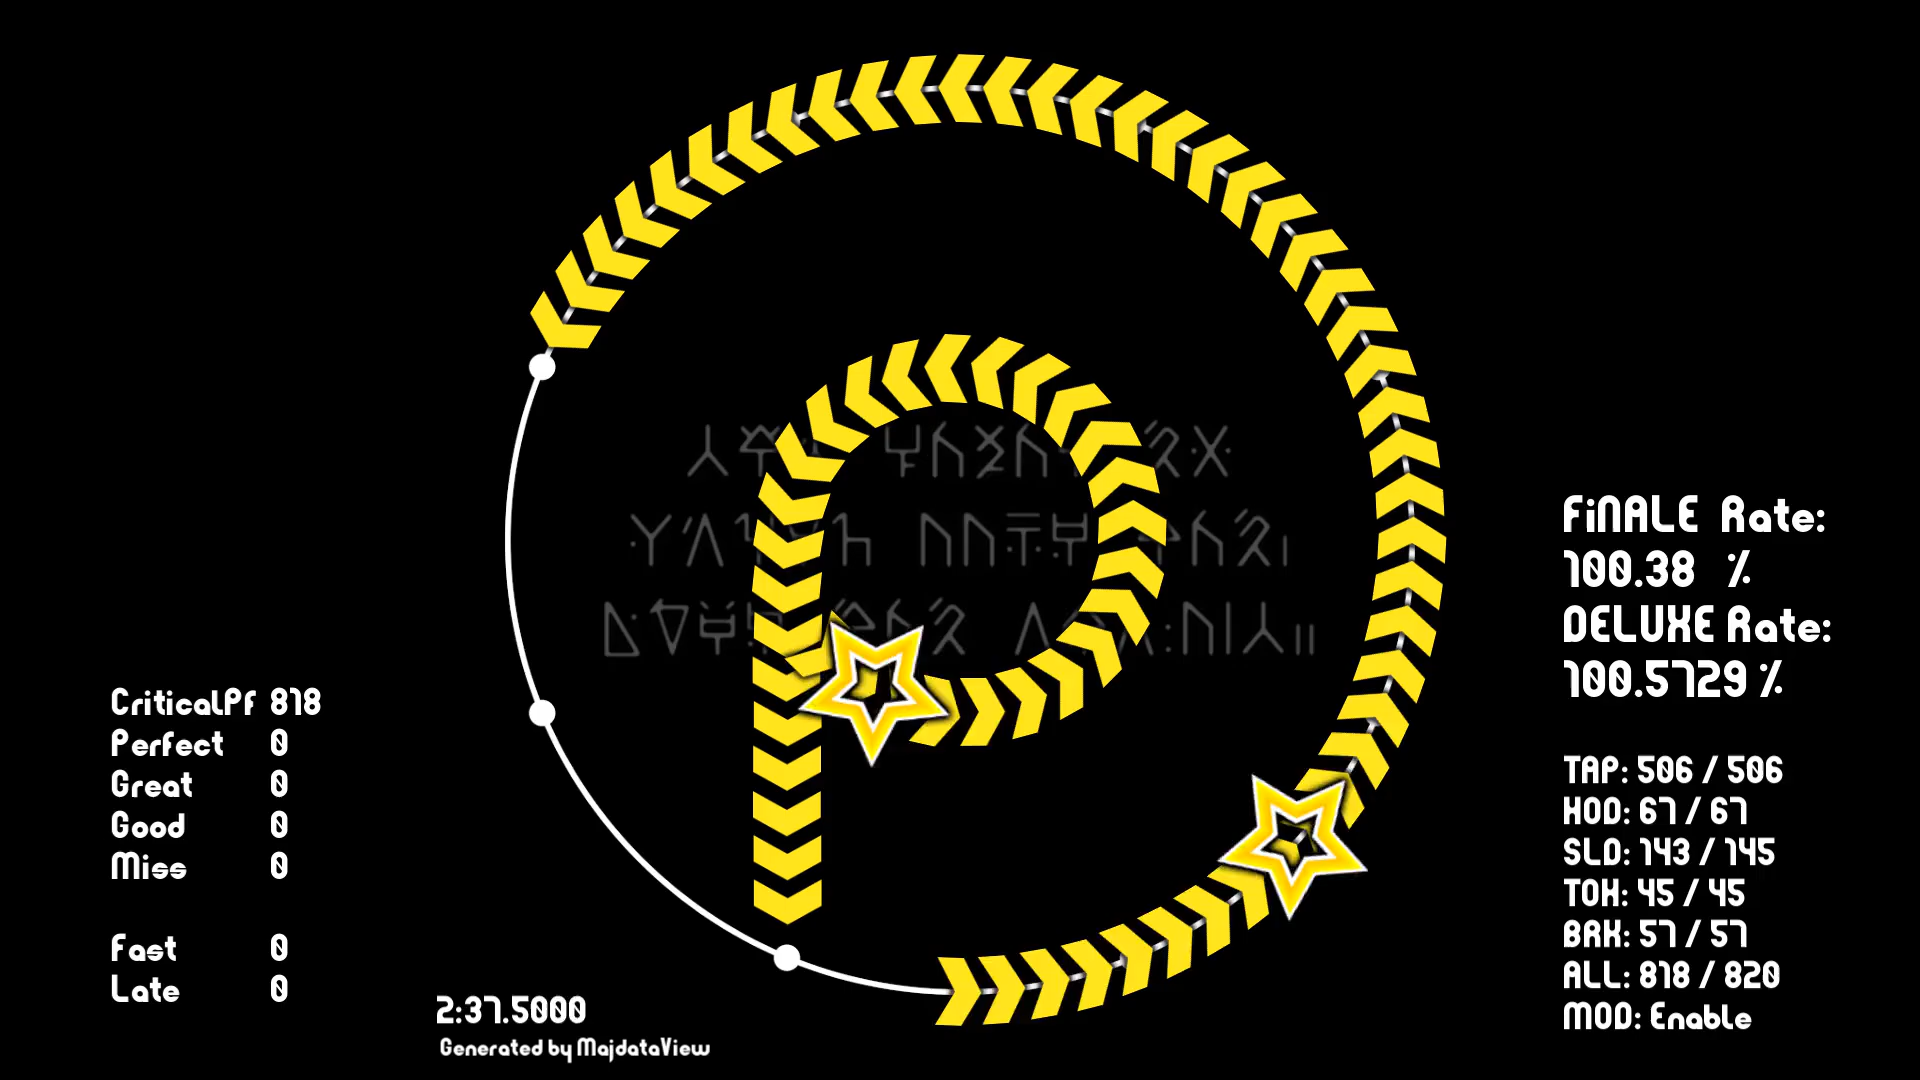 FiNALE Rate:
100.38 %
DELUXE Rate:
100.5729 %
CriticalPf 818
Perfect 0
Great 0
Good 0
Miss 0
Fast 0
Late 0
TAP: 506 / 506
HOD: 67 / 67
SLD: 143 / 145
TOH: 45 / 45
BRK: 57 / 57
ALL: 818 / 820
MOD: Enable
2:37.5000
Generated by MajdataView